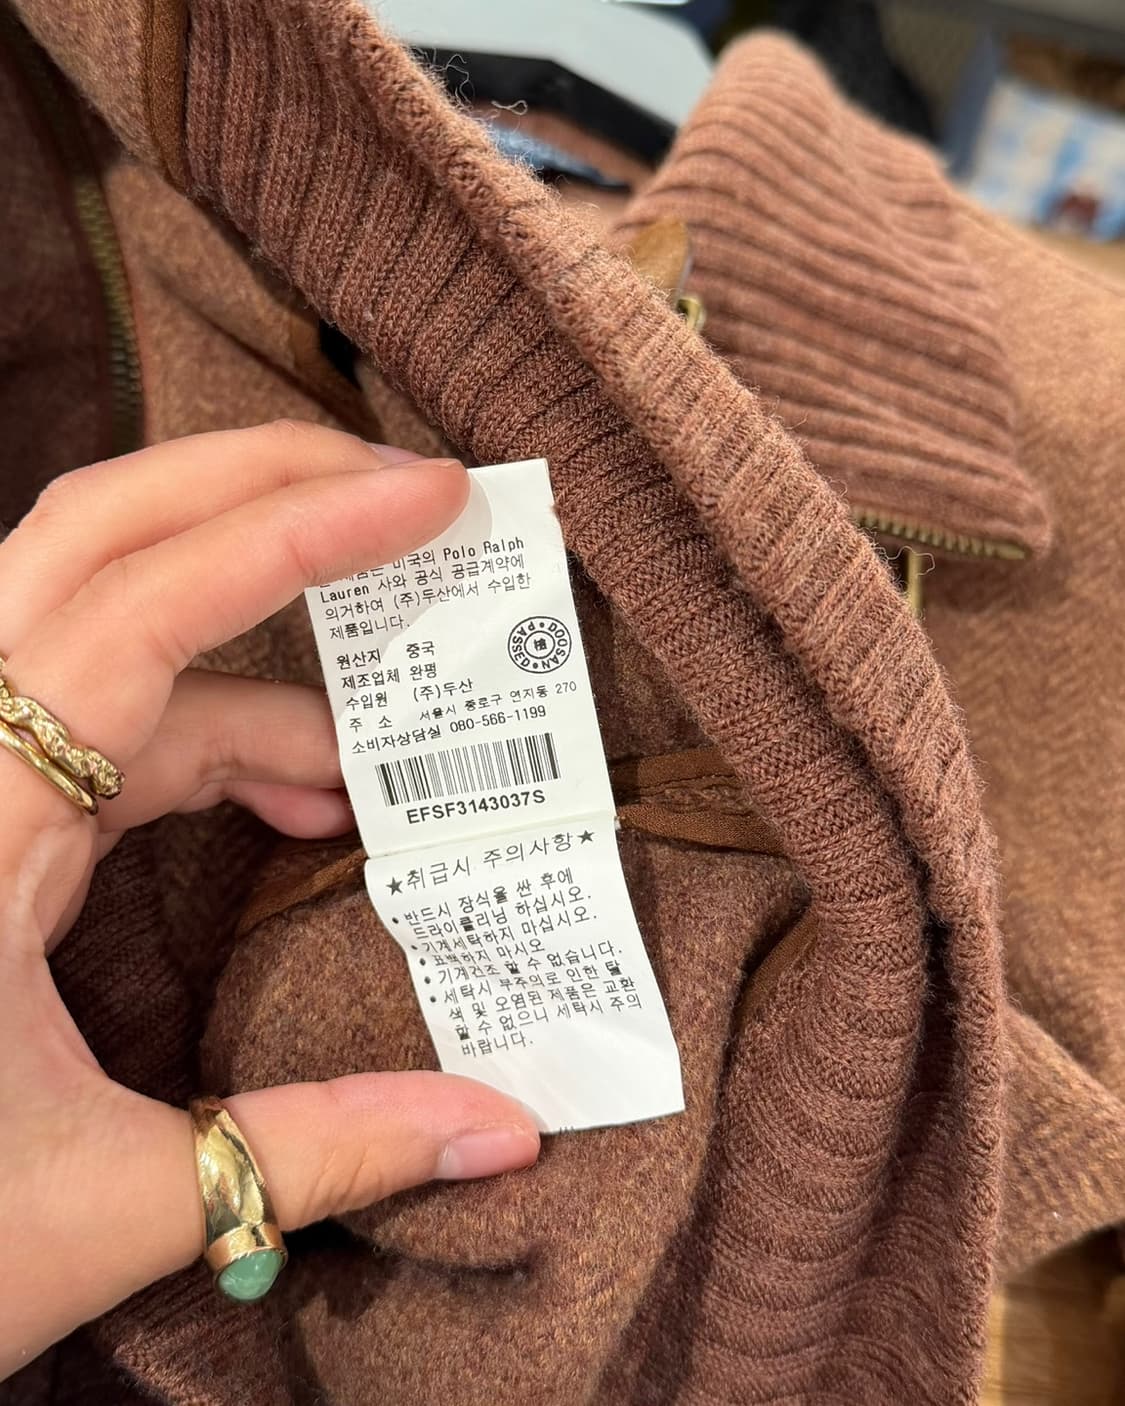 제품은 미국의 Polo Ralph
Lauren 사와 공식 공급계약에
의거하여 (주)두산에서 수입한
제품입니다.
원산지 중국
제조업체 완평
수입원 (주)두산
주 소 서울시 종로구 연지동 270
소비자상담실 080-566-1199
DOOSAN PASSED
EFSF3143037S
★취급시 주의사항★
• 반드시 장식을 싼 후에
드라이클리닝 하십시오.
• 기계세탁하지 마십시오.
• 표백하지 마시오
• 기계건조 할 수 없습니다.
• 세탁시 부주의로 인한 탈
색 및 오염된 제품은 교환
할 수 없으니 세탁시 주의
바랍니다.